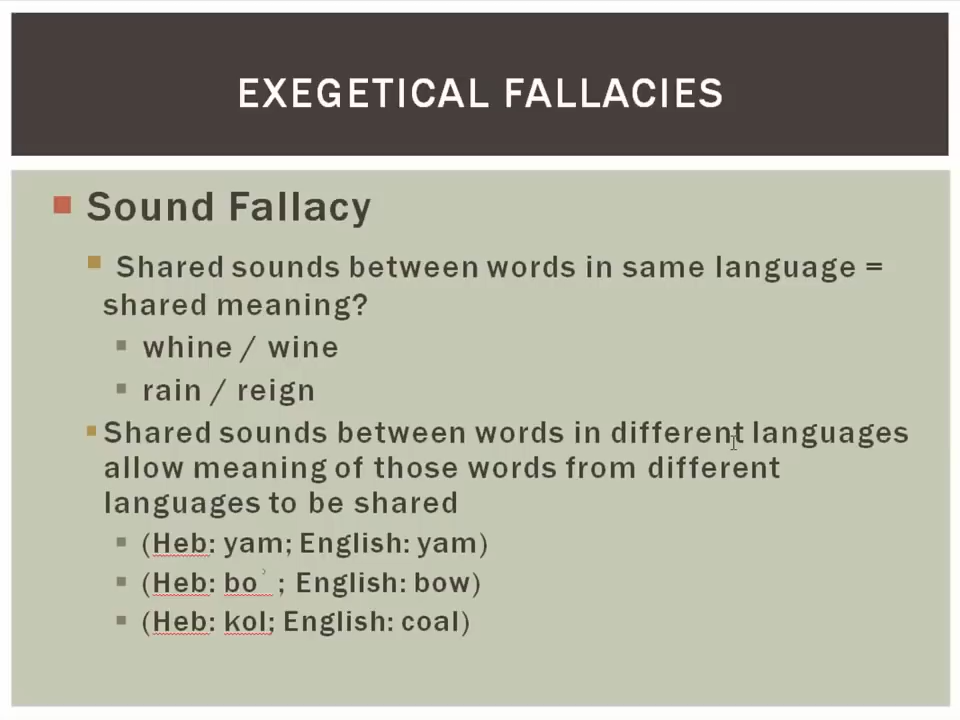 EXEGETICAL FALLACIES
Sound Fallacy
Shared sounds between words in same language =
shared meaning?
whine / wine
rain / reign
Shared sounds between words in different languages
allow meaning of those words from different
languages to be shared
(Heb: yam; English: yam)
(Heb: boʾ ; English: bow)
(Heb: kol; English: coal)